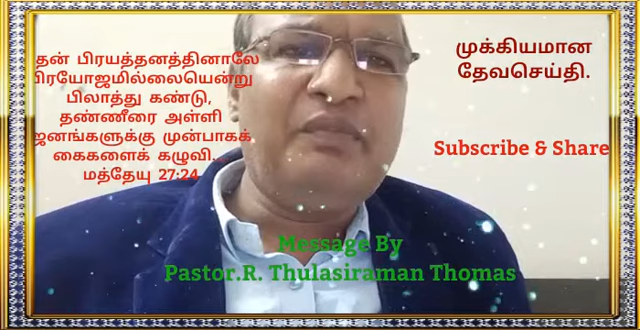 தன் பிரயத்தனத்தினாலே
பிரயோஜமில்லையென்று
பிலாத்து கண்டு,
தண்ணீரை அள்ளி
ஜனங்களுக்கு முன்பாகக்
கைகளைக் கழுவி...
மத்தேயு 27:24
முக்கியமான
தேவசெய்தி.
Subscribe & Share
Message By
Pastor.R. Thulasiraman Thomas